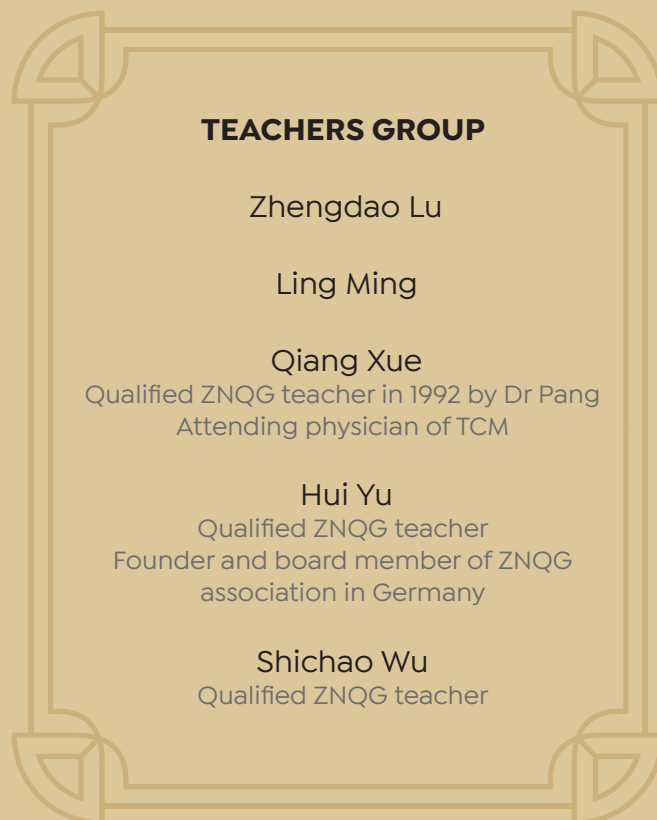 TEACHERS GROUP
Zhengdao Lu
Ling Ming
Qiang Xue
Qualified ZNQG teacher in 1992 by Dr Pang
Attending physician of TCM
Hui Yu
Qualified ZNQG teacher
Founder and board member of ZNQG
association in Germany
Shichao Wu
Qualified ZNQG teacher